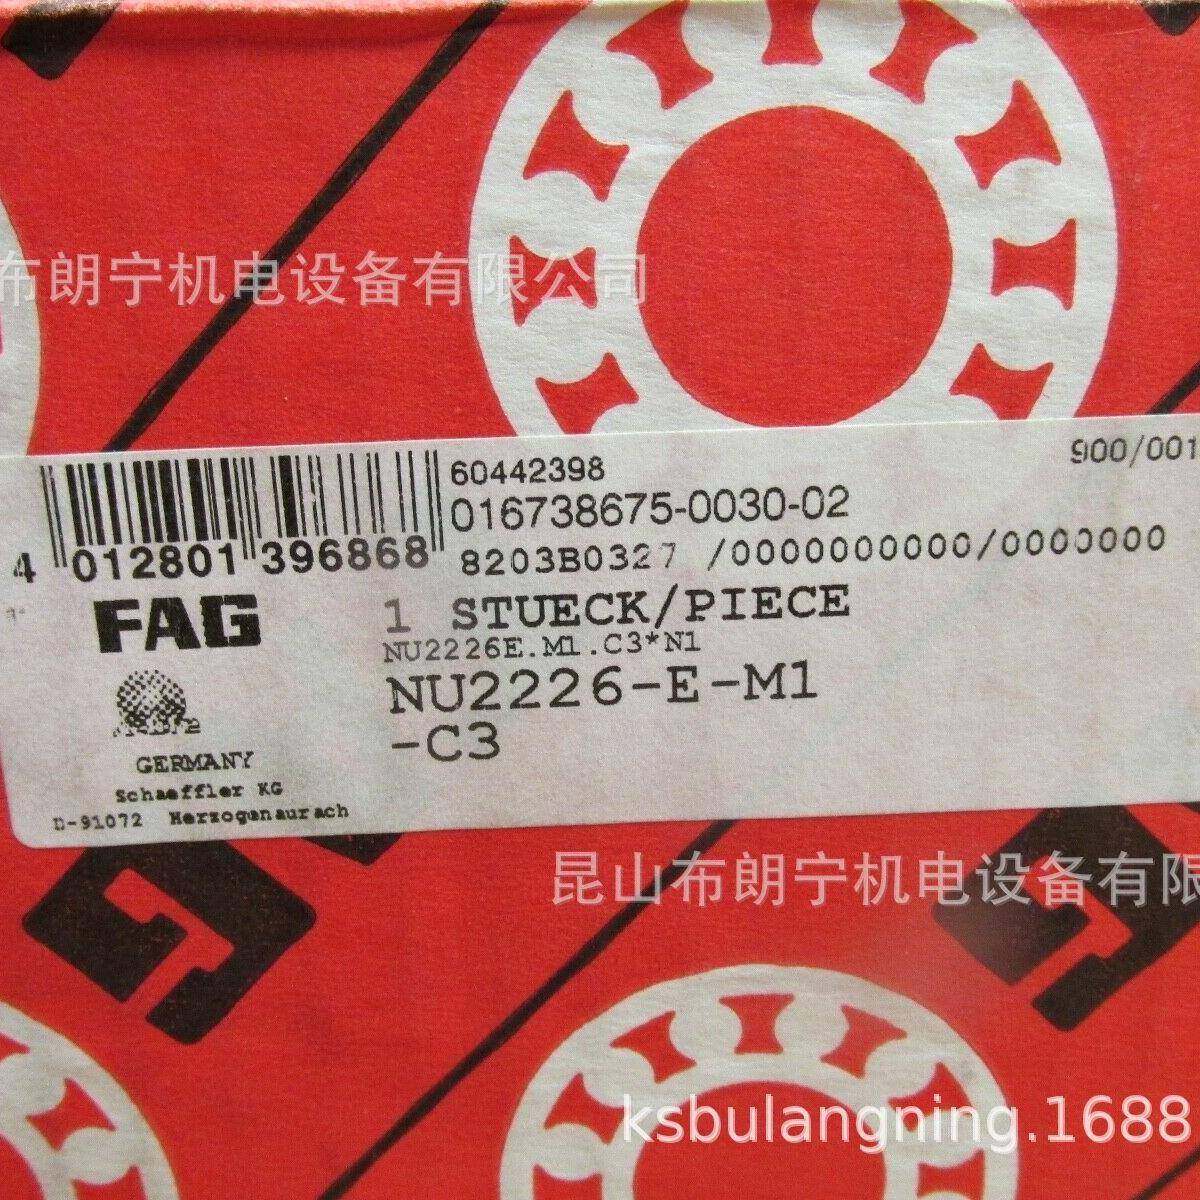 布朗宁机电设备有限公司
60442398
900/001
016738675-0030-02
4 012801 396868
8203B0327 /0000000000/0000000
FAG
1 STUECK/PIECE
NU2226E.M1.C3*N1
NU2226-E-M1
-C3
GERMANY
Schaeffler KG
D-91072 Herzogenaurach
昆山布朗宁机电设备有限
ksbulangning.1688